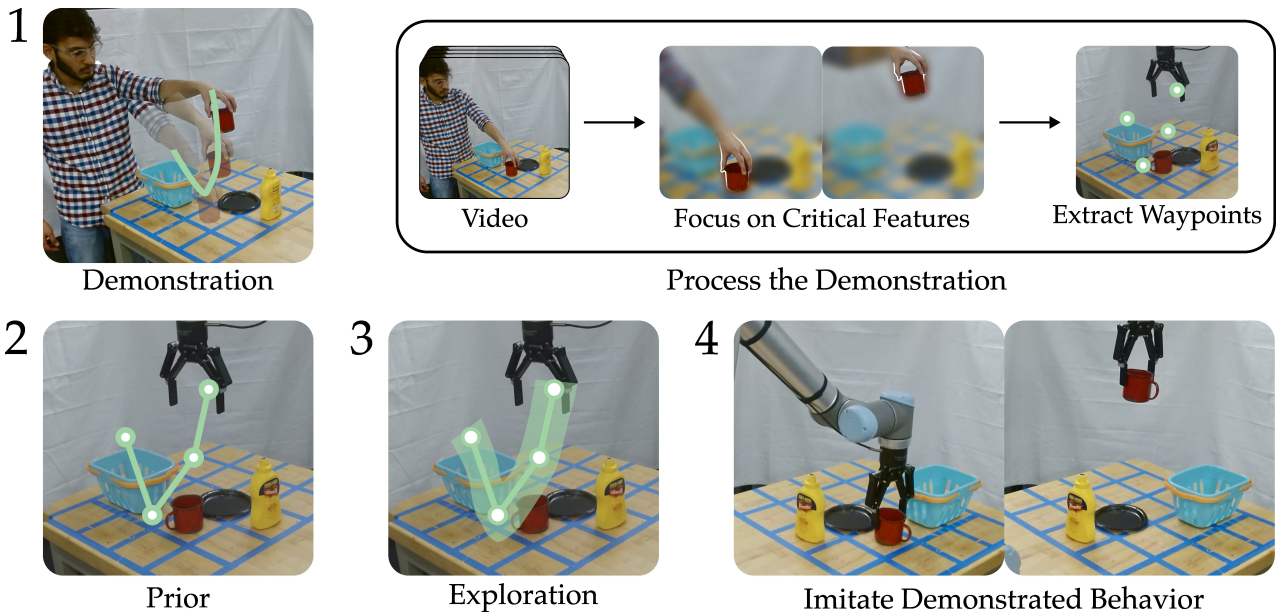 1
Video
Focus on Critical Features
Extract Waypoints
Demonstration
Process the Demonstration
2
3
4
Prior
Exploration
Imitate Demonstrated Behavior